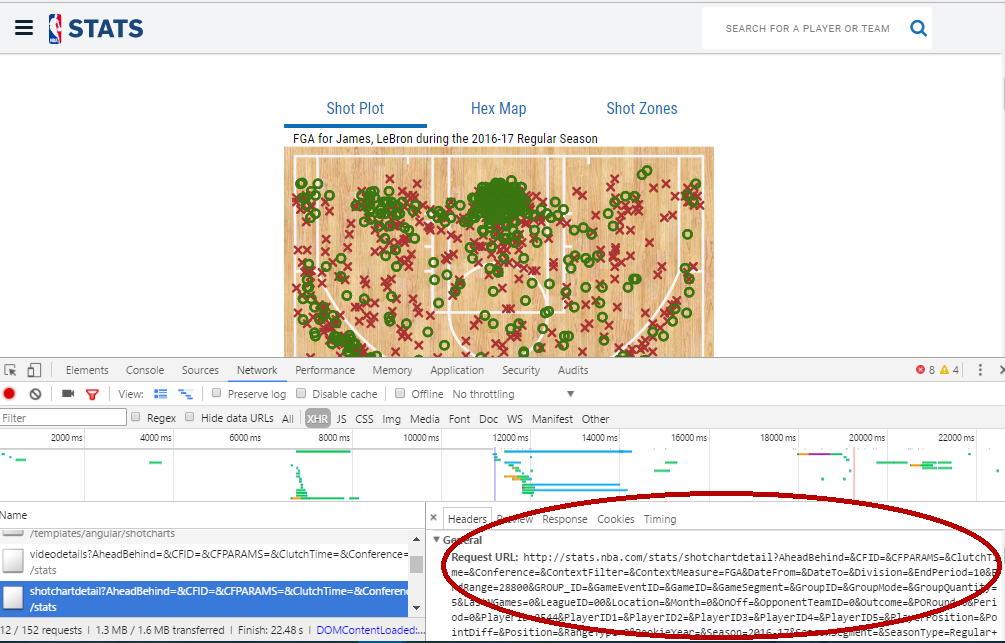 STATS
SEARCH FOR A PLAYER OR TEAM
Shot Plot Hex Map Shot Zones
FGA for James, LeBron during the 2016-17 Regular Season
Elements Console Sources Network Performance Memory Application Security Audits 8 4
View: Preserve log Disable cache Offline No throttling
Filter Regex Hide data URLs All XHR JS CSS Img Media Font Doc WS Manifest Other
2000 ms 4000 ms 6000 ms 8000 ms 10000 ms 12000 ms 14000 ms 16000 ms 18000 ms 20000 ms 22000 ms
Name
/templates/angular/shotcharts
videodetails?AheadBehind=&CFID=&CFPARAMS=&ClutchTime=&Conference=
/stats
shotchartdetail?AheadBehind=&CFID=&CFPARAMS=&ClutchTime=&Conferenc
/stats
12 / 152 requests | 1.3 MB / 1.6 MB transferred | Finish: 22.48 s | DOMContentLoaded:...
× Headers Preview Response Cookies Timing
General
Request URL: http://stats.nba.com/stats/shotchartdetail?AheadBehind=&CFID=&CFPARAMS=&ClutchTi
me=&Conference=&ContextFilter=&ContextMeasure=FGA&DateFrom=&DateTo=&Division=&EndPeriod=10&E
Range=28800&GROUP_ID=&GameEventID=&GameID=&GameSegment=&GroupID=&GroupMode=&GroupQuantity=
5&LastNGames=0&LeagueID=00&Location=&Month=0&OnOff=&OpponentTeamID=0&Outcome=&PORound=0&Peri
od=0&PlayerID=2544&PlayerID1=&PlayerID2=&PlayerID3=&PlayerID4=&PlayerID5=&PlayerPosition=&Po
intDiff=&Position=&RangeType=&RookieYear=&Season=2016-17&SeasonSegment=&SeasonType=Regular